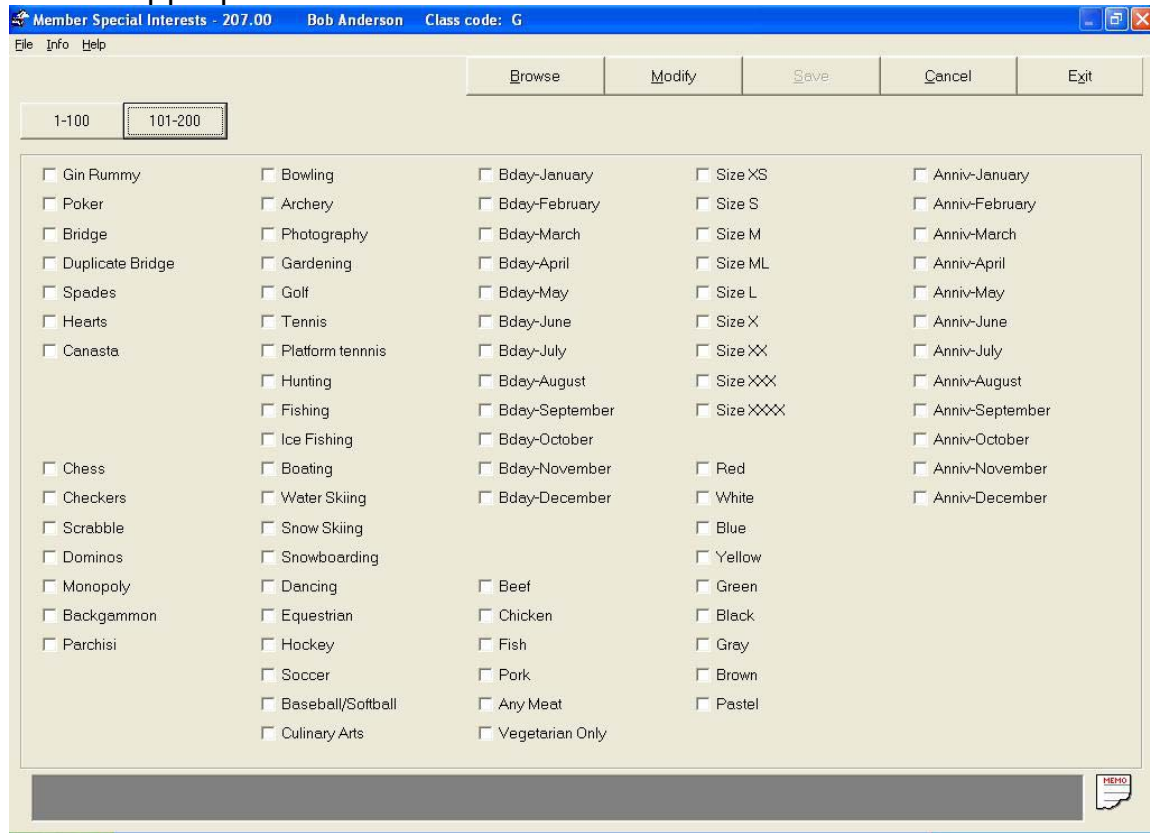 Member Special Interests - 207.00 Bob Anderson Class code: G
File Info Help
Browse Modify Save Cancel Exit
1-100 101-200
Gin Rummy
Poker
Bridge
Duplicate Bridge
Spades
Hearts
Canasta
Chess
Checkers
Scrabble
Dominos
Monopoly
Backgammon
Parchisi
Bowling
Archery
Photography
Gardening
Golf
Tennis
Platform tennnis
Hunting
Fishing
Ice Fishing
Boating
Water Skiing
Snow Skiing
Snowboarding
Dancing
Equestrian
Hockey
Soccer
Baseball/Softball
Culinary Arts
Bday-January
Bday-February
Bday-March
Bday-April
Bday-May
Bday-June
Bday-July
Bday-August
Bday-September
Bday-October
Bday-November
Bday-December
Beef
Chicken
Fish
Pork
Any Meat
Vegetarian Only
Size XS
Size S
Size M
Size ML
Size L
Size X
Size XX
Size XXX
Size XXXX
Red
White
Blue
Yellow
Green
Black
Gray
Brown
Pastel
Anniv-January
Anniv-February
Anniv-March
Anniv-April
Anniv-May
Anniv-June
Anniv-July
Anniv-August
Anniv-September
Anniv-October
Anniv-November
Anniv-December
MEMO